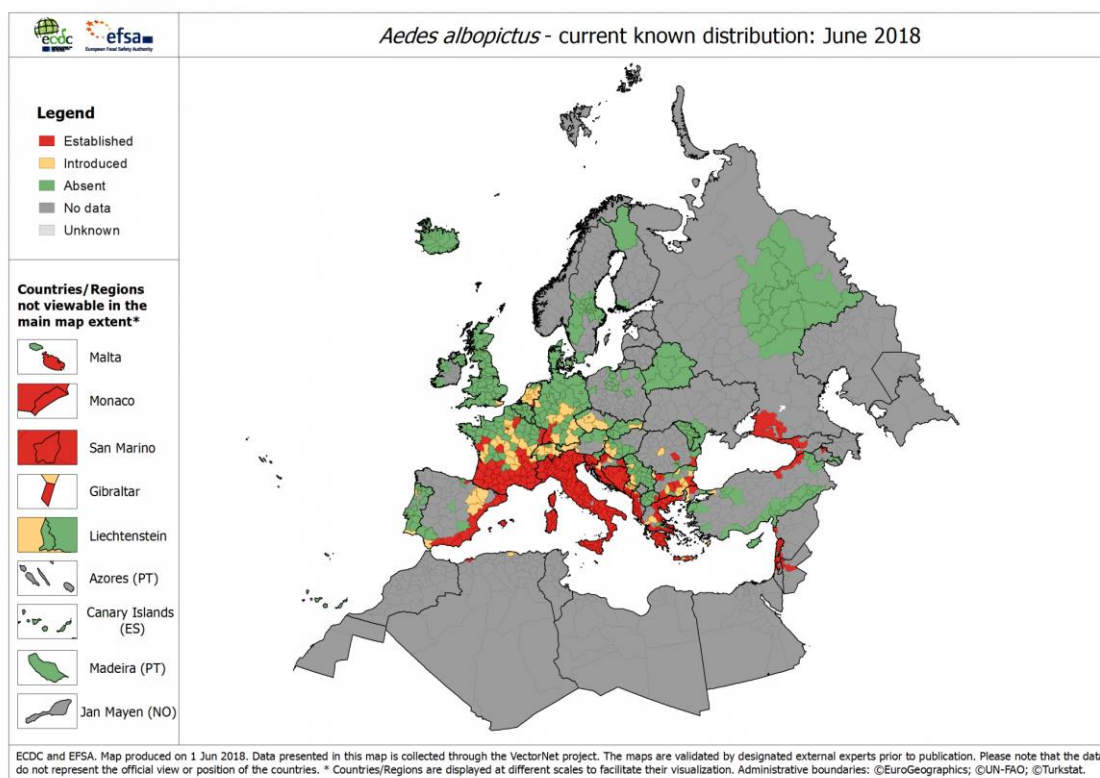 ecdc
efsa
European Food Safety Authority
Aedes albopictus - current known distribution: June 2018
Legend
Established
Introduced
Absent
No data
Unknown
Countries/Regions
not viewable in the
main map extent*
Malta
Monaco
San Marino
Gibraltar
Liechtenstein
Azores (PT)
Canary Islands
(ES)
Madeira (PT)
Jan Mayen (NO)
ECDC and EFSA. Map produced on 1 Jun 2018. Data presented in this map is collected through the VectorNet project. The maps are validated by designated external experts prior to publication. Please note that the data
do not represent the official view or position of the countries. * Countries/Regions are displayed at different scales to facilitate their visualization. Administrative boundaries: ©EuroGeographics; ©UN-FAO; ©Turkstat.